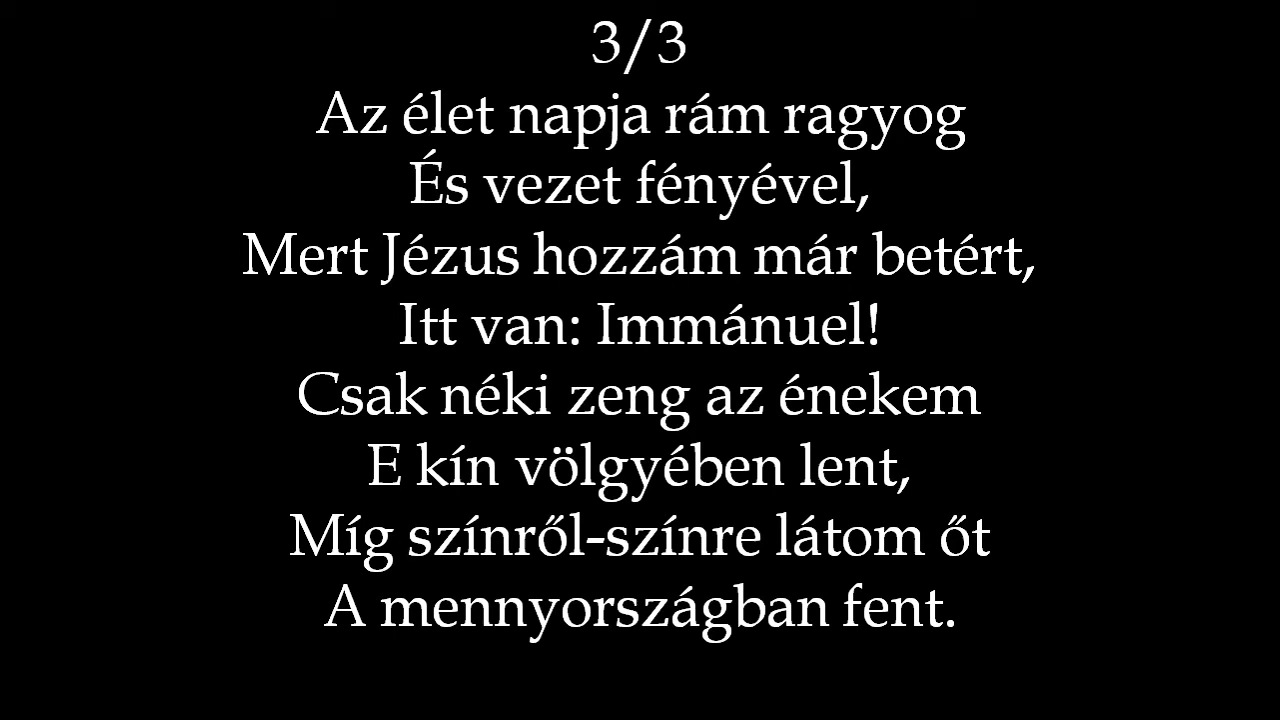 3/3
Az élet napja rám ragyog
És vezet fényével,
Mert Jézus hozzám már betért,
Itt van: Immánuel!
Csak néki zeng az énekem
E kín völgyében lent,
Míg színről-színre látom őt
A mennyországban fent.